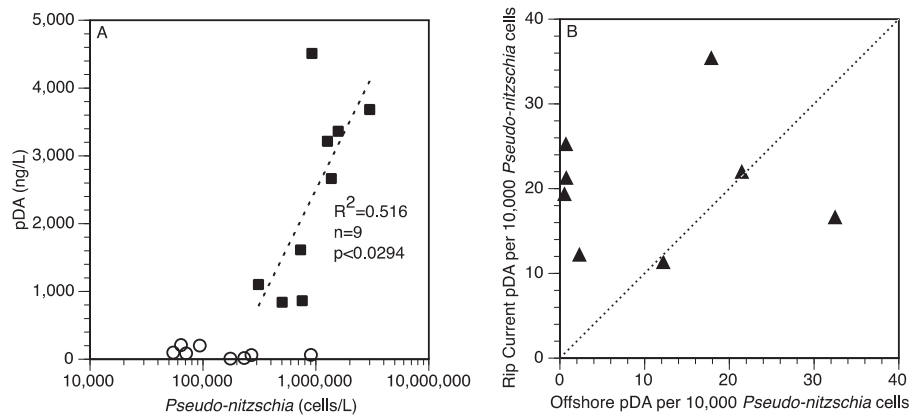 A
5,000
4,000
3,000
2,000
1,000
0
pDA (ng/L)
R2=0.516
n=9
p<0.0294
10,000 100,000 1,000,000 10,000,000
Pseudo-nitzschia (cells/L)
B
40
30
20
10
0
Rip Current pDA per 10,000 Pseudo-nitzschia cells
0 10 20 30 40
Offshore pDA per 10,000 Pseudo-nitzschia cells